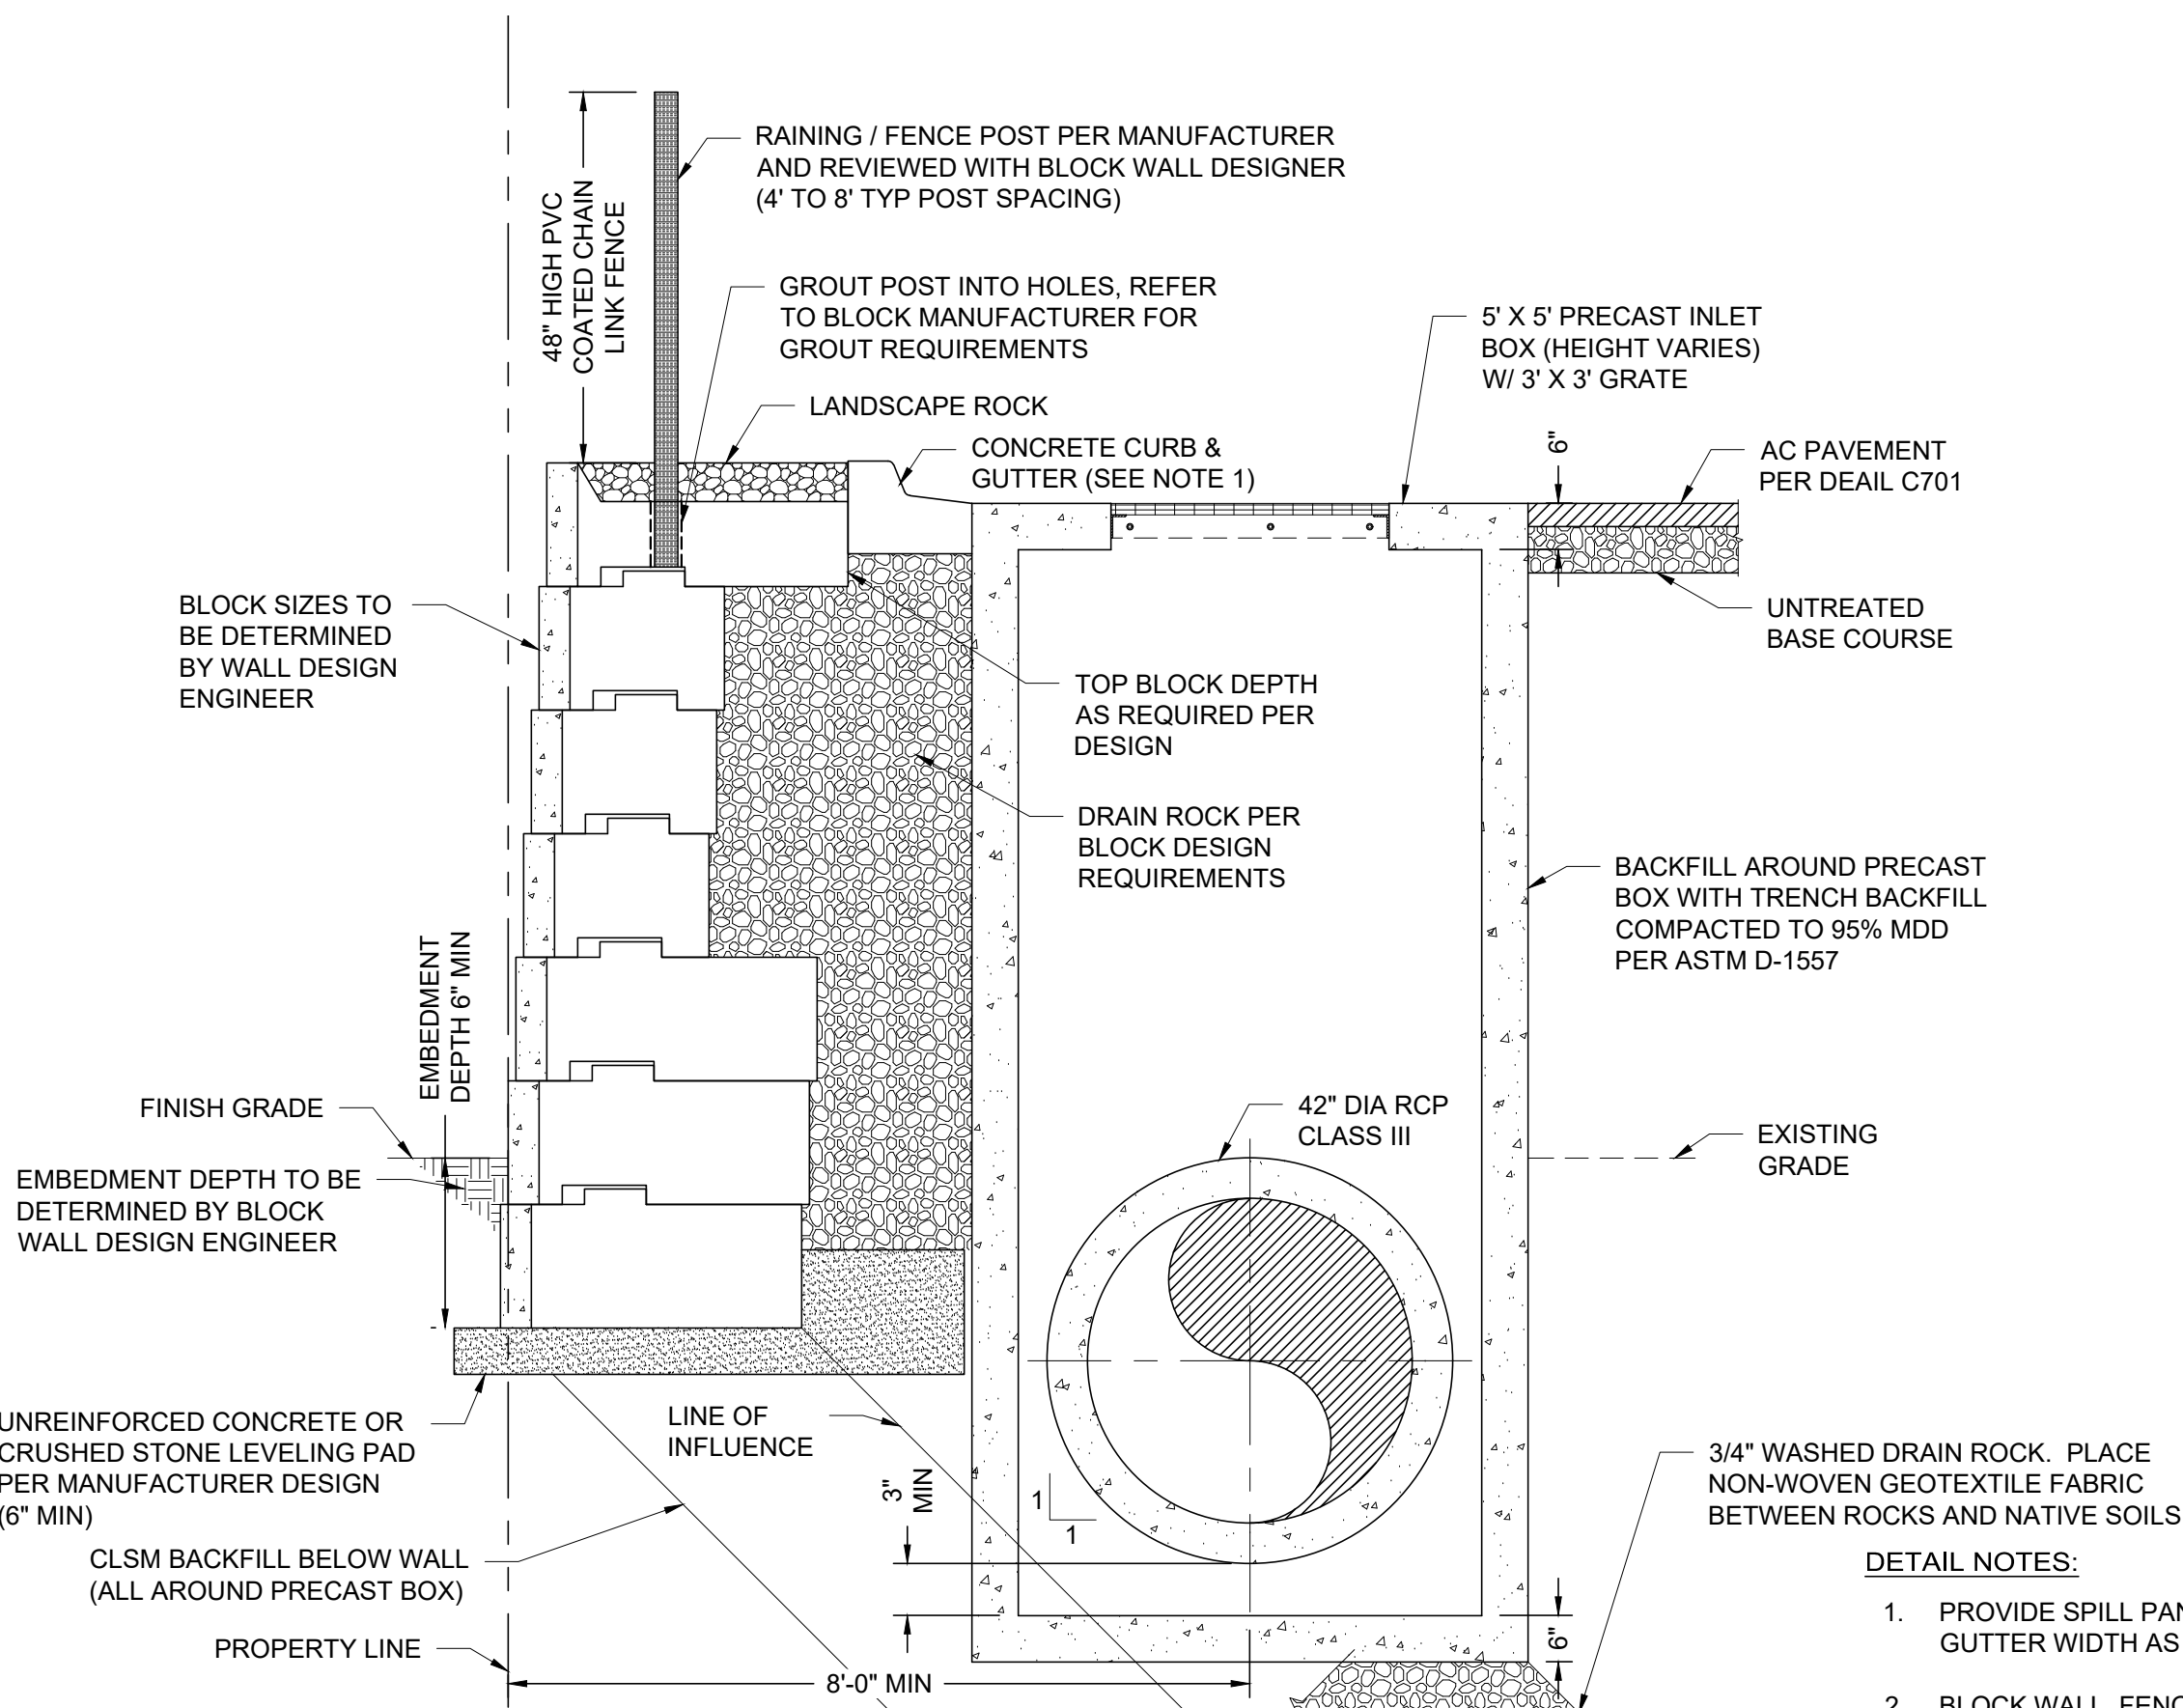 RAINING / FENCE POST PER MANUFACTURER
AND REVIEWED WITH BLOCK WALL DESIGNER
(4' TO 8' TYP POST SPACING)
48" HIGH PVC
COATED CHAIN
LINK FENCE
GROUT POST INTO HOLES, REFER
TO BLOCK MANUFACTURER FOR
GROUT REQUIREMENTS
5' X 5' PRECAST INLET
BOX (HEIGHT VARIES)
W/ 3' X 3' GRATE
LANDSCAPE ROCK
CONCRETE CURB &
GUTTER (SEE NOTE 1)
6"
AC PAVEMENT
PER DEAIL C701
BLOCK SIZES TO
BE DETERMINED
BY WALL DESIGN
ENGINEER
UNTREATED
BASE COURSE
TOP BLOCK DEPTH
AS REQUIRED PER
DESIGN
DRAIN ROCK PER
BLOCK DESIGN
REQUIREMENTS
BACKFILL AROUND PRECAST
BOX WITH TRENCH BACKFILL
COMPACTED TO 95% MDD
PER ASTM D-1557
EMBEDMENT
DEPTH 6" MIN
FINISH GRADE
42" DIA RCP
CLASS III
EXISTING
GRADE
EMBEDMENT DEPTH TO BE
DETERMINED BY BLOCK
WALL DESIGN ENGINEER
UNREINFORCED CONCRETE OR
CRUSHED STONE LEVELING PAD
PER MANUFACTURER DESIGN
(6" MIN)
LINE OF
INFLUENCE
3"
MIN
1
1
3/4" WASHED DRAIN ROCK. PLACE
NON-WOVEN GEOTEXTILE FABRIC
BETWEEN ROCKS AND NATIVE SOILS
CLSM BACKFILL BELOW WALL
(ALL AROUND PRECAST BOX)
PROPERTY LINE
8'-0" MIN
6"
DETAIL NOTES:
1. PROVIDE SPILL PAN
GUTTER WIDTH AS
2. BLOCK WALL, FENC